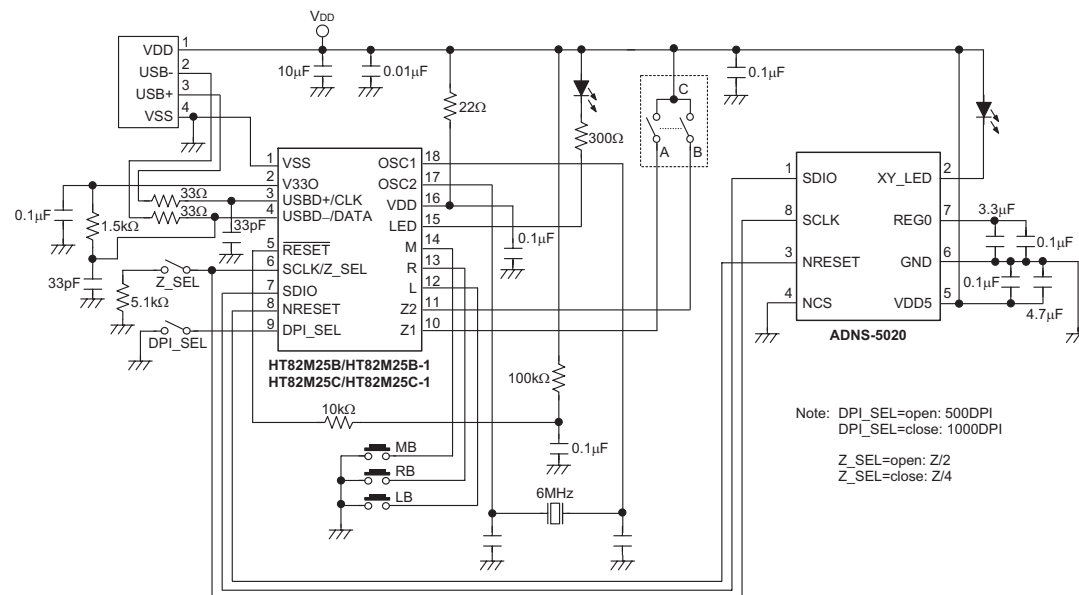 VDD
VDD 1
USB- 2
USB+ 3
VSS 4
10μF
0.01μF
22Ω
300Ω
C
A
B
0.1μF
1 VSS
2 V33O
3 USBD+/CLK
4 USBD–/DATA
5 RESET
6 SCLK/Z_SEL
7 SDIO
8 NRESET
9 DPI_SEL
OSC1 18
OSC2 17
VDD 16
LED 15
M 14
R 13
L 12
Z2 11
Z1 10
HT82M25B/HT82M25B-1
HT82M25C/HT82M25C-1
33Ω
33Ω
0.1μF
1.5kΩ
33pF
33pF
Z_SEL
5.1kΩ
DPI_SEL
0.1μF
10kΩ
100kΩ
0.1μF
MB
RB
LB
6MHz
1 SDIO
8 SCLK
3 NRESET
4 NCS
XY_LED 2
REG0 7
GND 6
VDD5 5
ADNS-5020
3.3μF
0.1μF
0.1μF
4.7μF
Note: DPI_SEL=open: 500DPI
DPI_SEL=close: 1000DPI
Z_SEL=open: Z/2
Z_SEL=close: Z/4